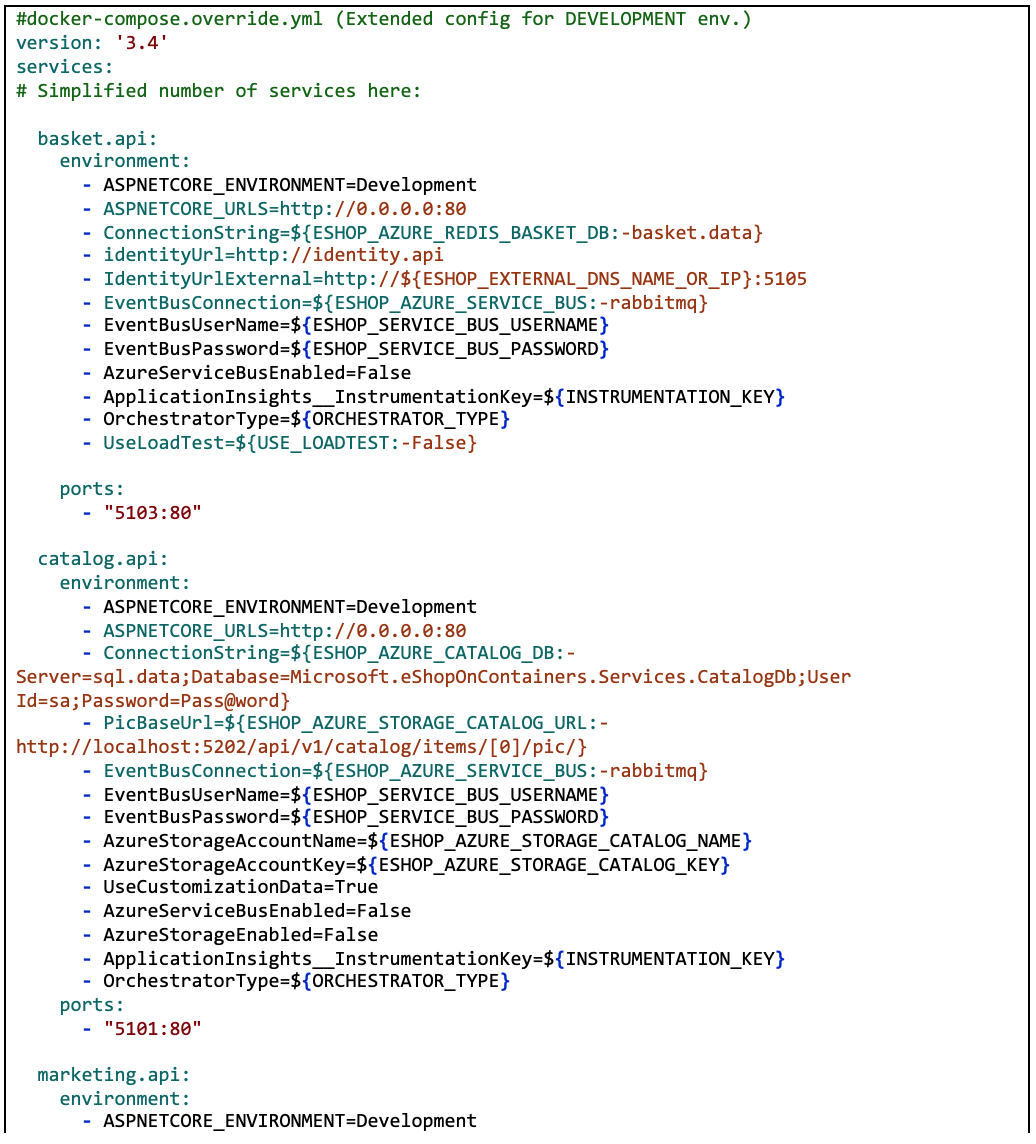 #docker-compose.override.yml (Extended config for DEVELOPMENT env.)
version: '3.4'
services:
# Simplified number of services here:

  basket.api:
    environment:
      - ASPNETCORE_ENVIRONMENT=Development
      - ASPNETCORE_URLS=http://0.0.0.0:80
      - ConnectionString=${ESHOP_AZURE_REDIS_BASKET_DB:-basket.data}
      - identityUrl=http://identity.api
      - IdentityUrlExternal=http://${ESHOP_EXTERNAL_DNS_NAME_OR_IP}:5105
      - EventBusConnection=${ESHOP_AZURE_SERVICE_BUS:-rabbitmq}
      - EventBusUserName=${ESHOP_SERVICE_BUS_USERNAME}
      - EventBusPassword=${ESHOP_SERVICE_BUS_PASSWORD}
      - AzureServiceBusEnabled=False
      - ApplicationInsights__InstrumentationKey=${INSTRUMENTATION_KEY}
      - OrchestratorType=${ORCHESTRATOR_TYPE}
      - UseLoadTest=${USE_LOADTEST:-False}

    ports:
      - "5103:80"

  catalog.api:
    environment:
      - ASPNETCORE_ENVIRONMENT=Development
      - ASPNETCORE_URLS=http://0.0.0.0:80
      - ConnectionString=${ESHOP_AZURE_CATALOG_DB:-
Server=sql.data;Database=Microsoft.eShopOnContainers.Services.CatalogDb;User
Id=sa;Password=Pass@word}
      - PicBaseUrl=${ESHOP_AZURE_STORAGE_CATALOG_URL:-
http://localhost:5202/api/v1/catalog/items/[0]/pic/}
      - EventBusConnection=${ESHOP_AZURE_SERVICE_BUS:-rabbitmq}
      - EventBusUserName=${ESHOP_SERVICE_BUS_USERNAME}
      - EventBusPassword=${ESHOP_SERVICE_BUS_PASSWORD}
      - AzureStorageAccountName=${ESHOP_AZURE_STORAGE_CATALOG_NAME}
      - AzureStorageAccountKey=${ESHOP_AZURE_STORAGE_CATALOG_KEY}
      - UseCustomizationData=True
      - AzureServiceBusEnabled=False
      - AzureStorageEnabled=False
      - ApplicationInsights__InstrumentationKey=${INSTRUMENTATION_KEY}
      - OrchestratorType=${ORCHESTRATOR_TYPE}
    ports:
      - "5101:80"

  marketing.api:
    environment:
      - ASPNETCORE_ENVIRONMENT=Development